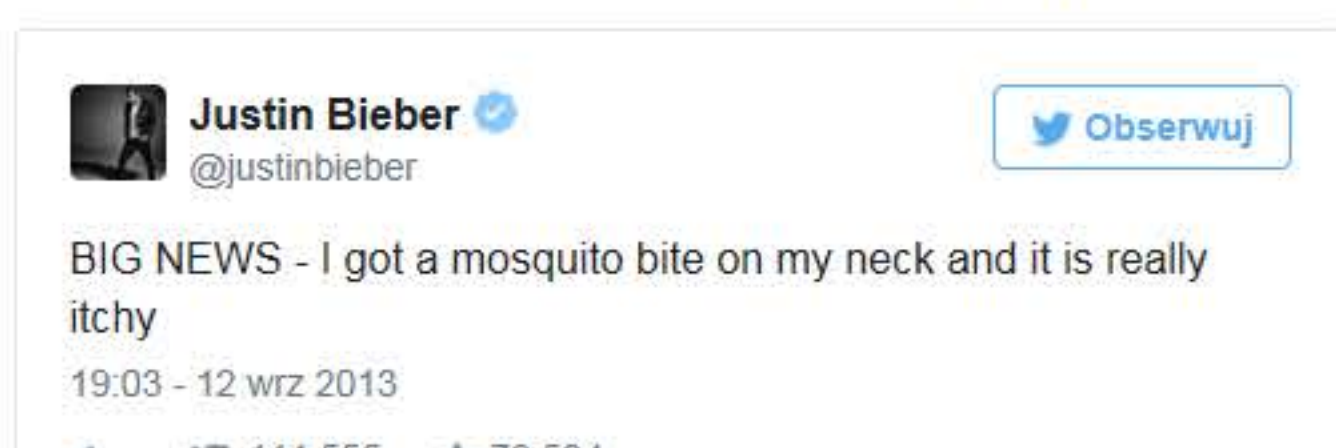 Justin Bieber
Obserwuj
@justinbieber
BIG NEWS - I got a mosquito bite on my neck and it is really
itchy
19:03 - 12 wrz 2013